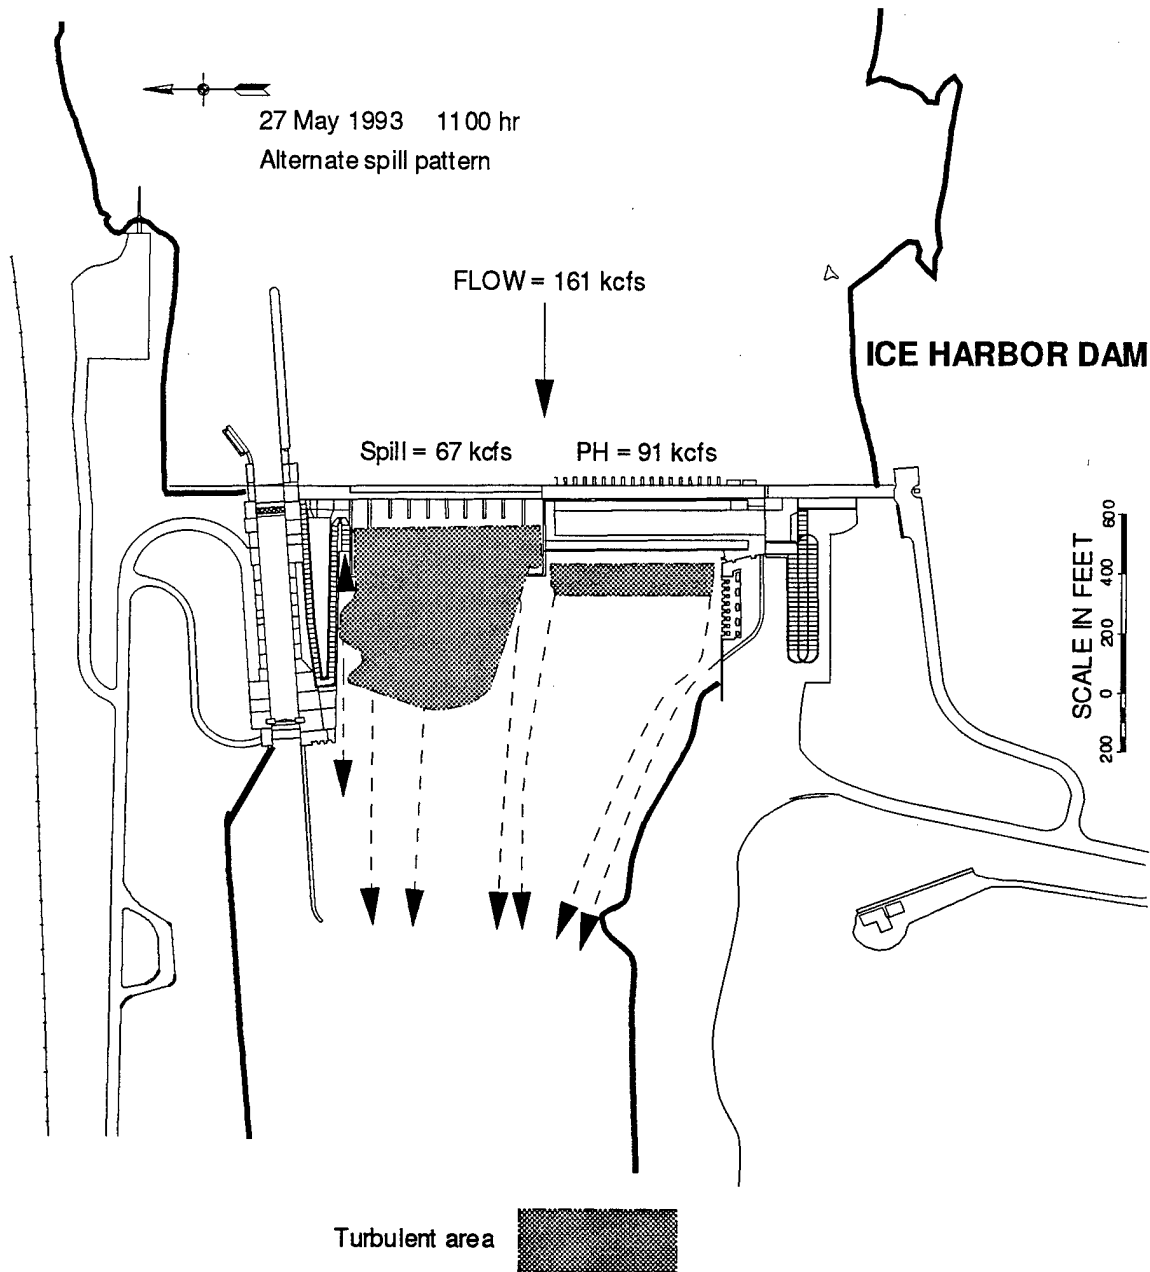 27 May 1993 1100 hr
Alternate spill pattern
FLOW = 161 kcfs
ICE HARBOR DAM
Spill = 67 kcfs PH = 91 kcfs
SCALE IN FEET
600
400
200
0
200
Turbulent area